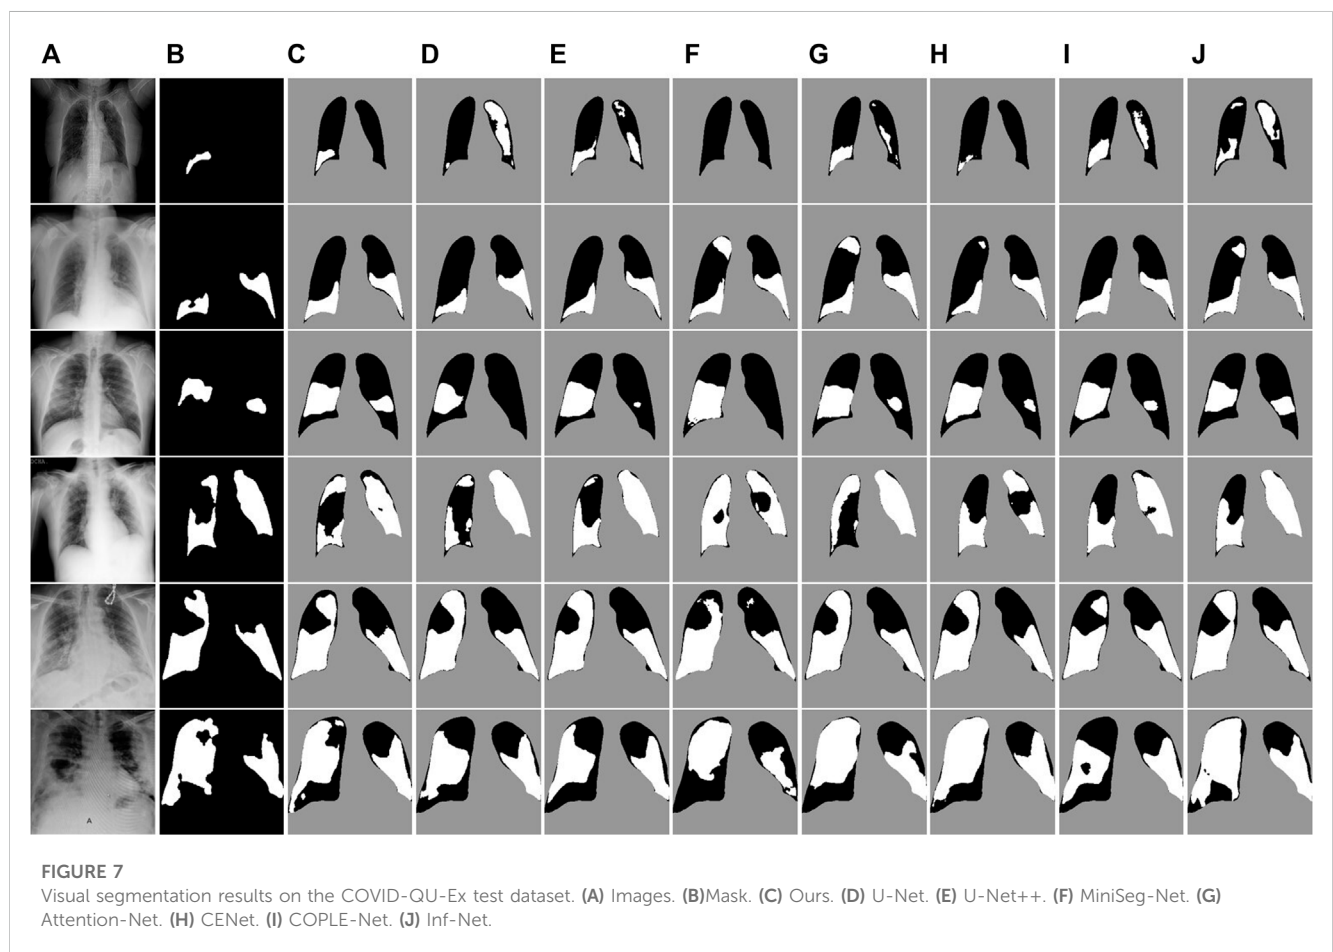 A B C D E F G H I J
A
FIGURE 7
Visual segmentation results on the COVID-QU-Ex test dataset. (A) Images. (B)Mask. (C) Ours. (D) U-Net. (E) U-Net++. (F) MiniSeg-Net. (G)
Attention-Net. (H) CENet. (I) COPLE-Net. (J) Inf-Net.